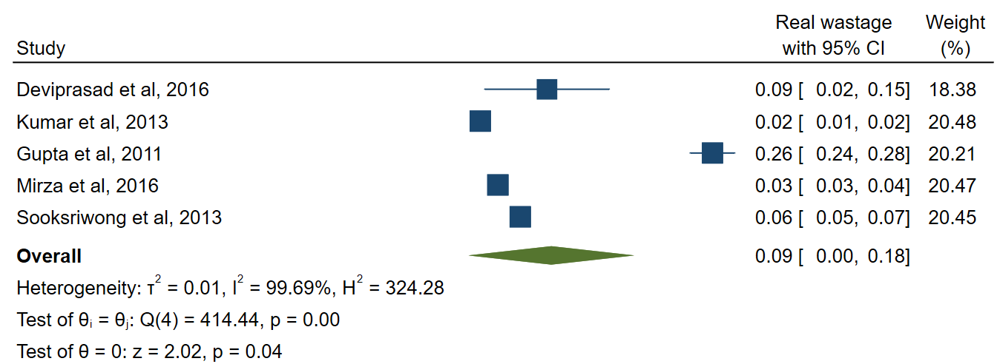 Real wastage Weight
Study with 95% CI (%)
Deviprasad et al, 2016 0.09 [ 0.02, 0.15] 18.38
Kumar et al, 2013 0.02 [ 0.01, 0.02] 20.48
Gupta et al, 2011 0.26 [ 0.24, 0.28] 20.21
Mirza et al, 2016 0.03 [ 0.03, 0.04] 20.47
Sooksriwong et al, 2013 0.06 [ 0.05, 0.07] 20.45
Overall 0.09 [ 0.00, 0.18]
Heterogeneity: τ² = 0.01, I² = 99.69%, H² = 324.28
Test of θᵢ = θⱼ: Q(4) = 414.44, p = 0.00
Test of θ = 0: z = 2.02, p = 0.04